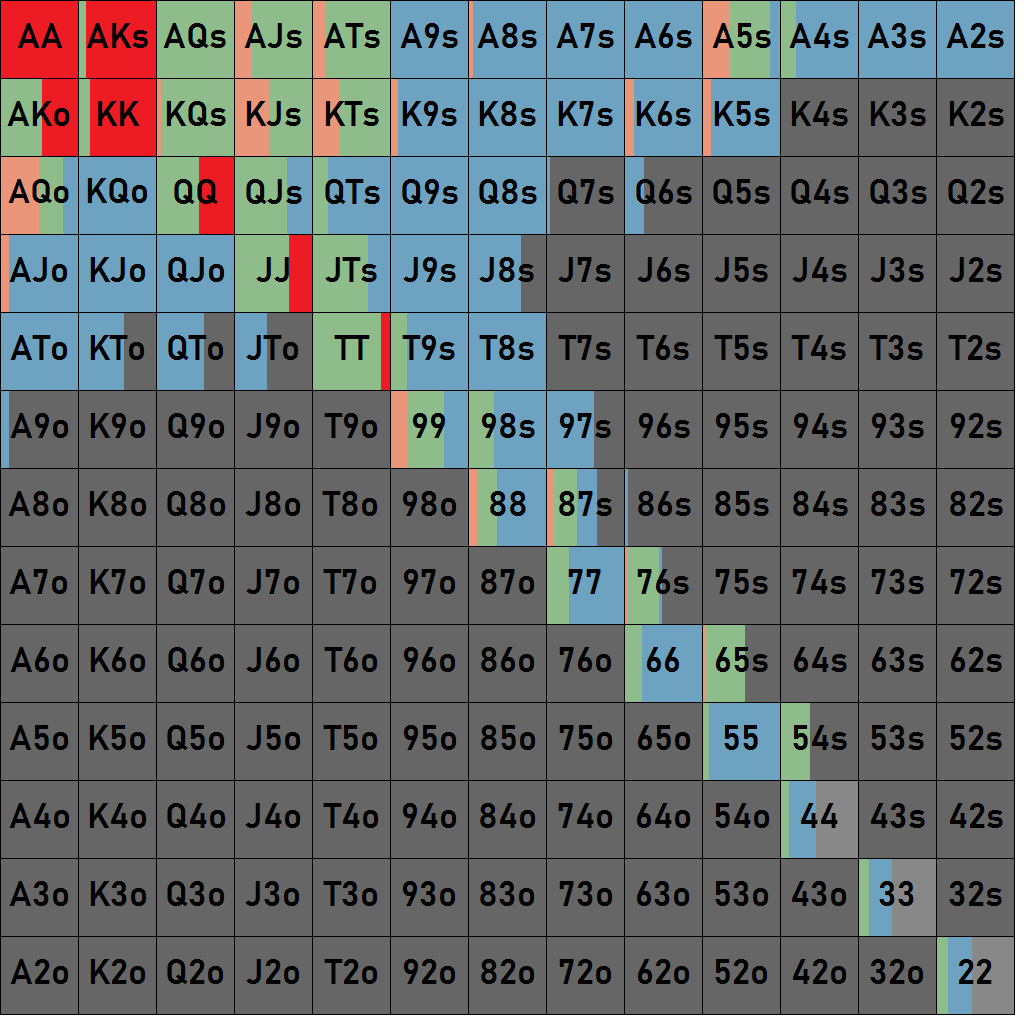 AA AKs AQs AJs ATs A9s A8s A7s A6s A5s A4s A3s A2s
AKo KK KQs KJs KTs K9s K8s K7s K6s K5s K4s K3s K2s
AQo KQo QQ QJs QTs Q9s Q8s Q7s Q6s Q5s Q4s Q3s Q2s
AJo KJo QJo JJ JTs J9s J8s J7s J6s J5s J4s J3s J2s
ATo KTo QTo JTo TT T9s T8s T7s T6s T5s T4s T3s T2s
A9o K9o Q9o J9o T9o 99 98s 97s 96s 95s 94s 93s 92s
A8o K8o Q8o J8o T8o 98o 88 87s 86s 85s 84s 83s 82s
A7o K7o Q7o J7o T7o 97o 87o 77 76s 75s 74s 73s 72s
A6o K6o Q6o J6o T6o 96o 86o 76o 66 65s 64s 63s 62s
A5o K5o Q5o J5o T5o 95o 85o 75o 65o 55 54s 53s 52s
A4o K4o Q4o J4o T4o 94o 84o 74o 64o 54o 44 43s 42s
A3o K3o Q3o J3o T3o 93o 83o 73o 63o 53o 43o 33 32s
A2o K2o Q2o J2o T2o 92o 82o 72o 62o 52o 42o 32o 22